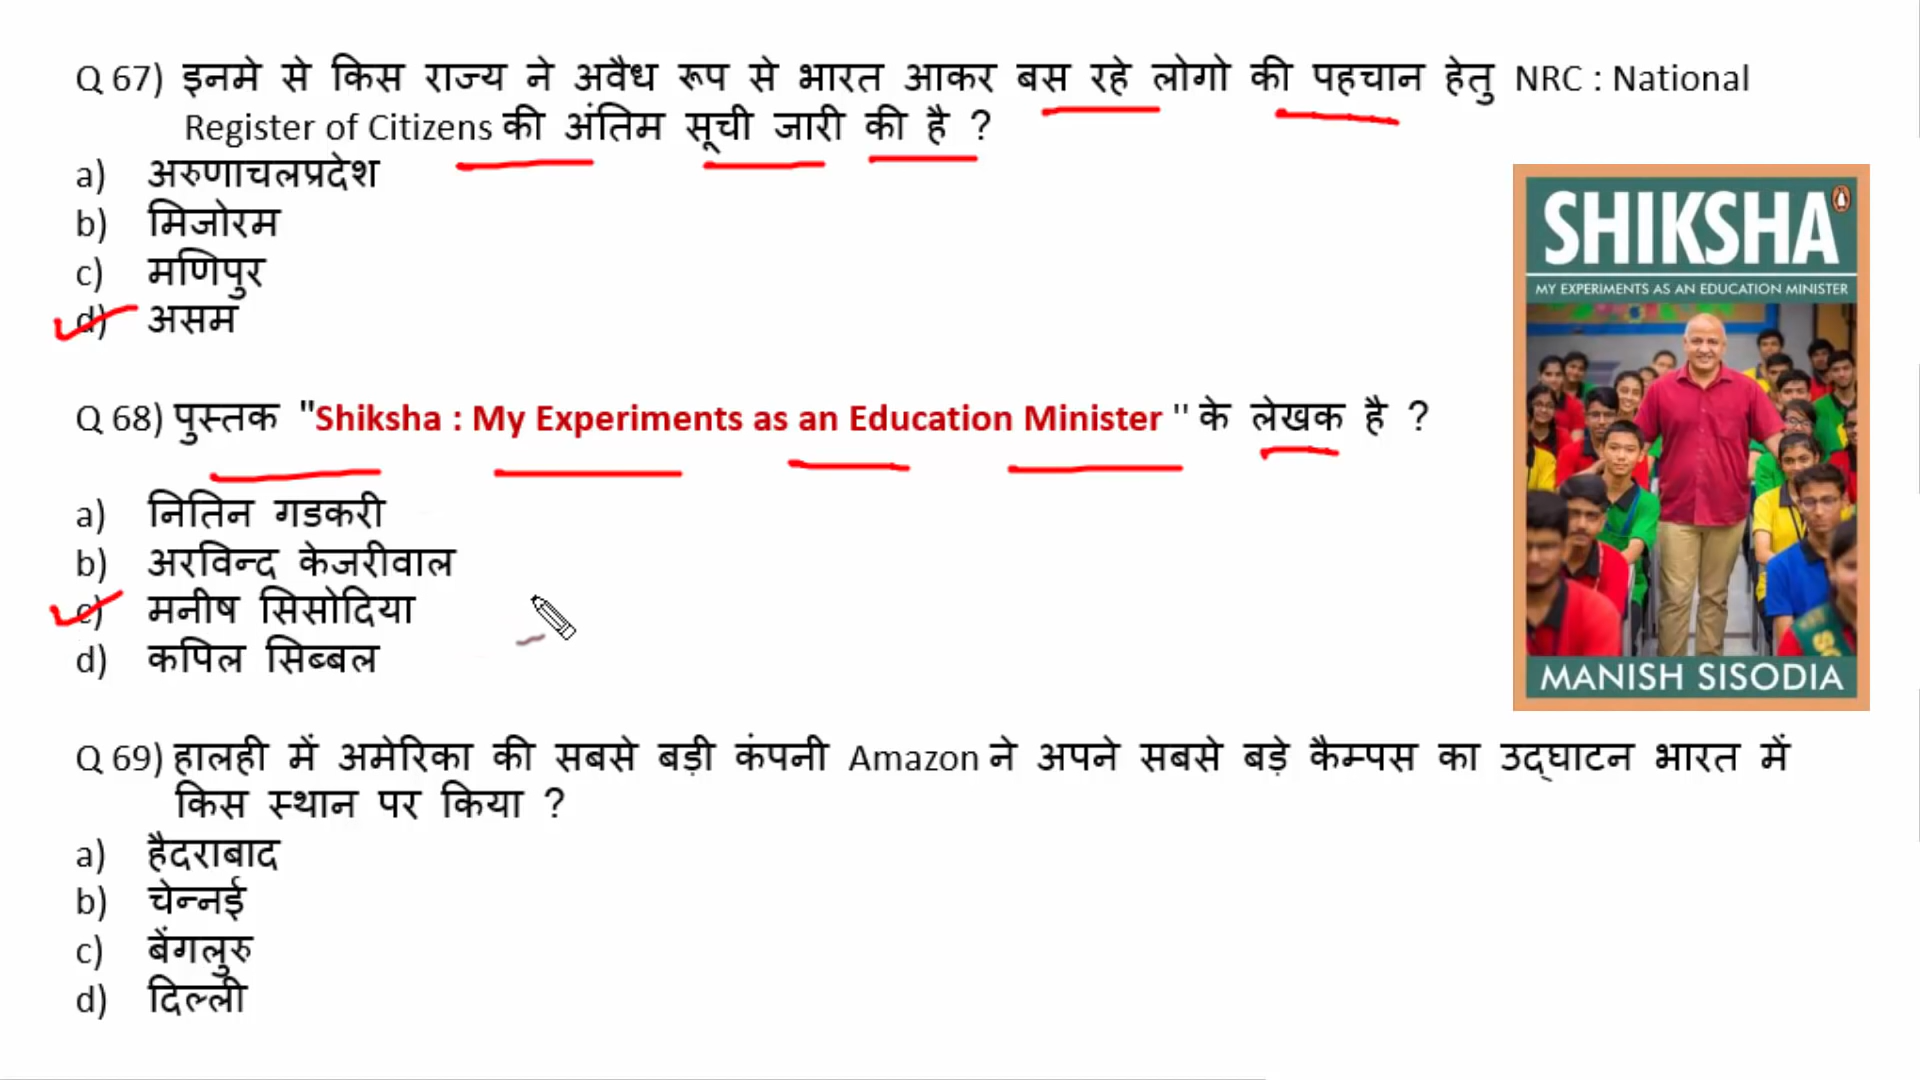 Q 67) इनमे से किस राज्य ने अवैध रूप से भारत आकर बस रहे लोगो की पहचान हेतु NRC : National
Register of Citizens की अंतिम सूची जारी की है ?
a) अरुणाचलप्रदेश
b) मिजोरम
c) मणिपुर
d) असम
Q 68) पुस्तक "Shiksha : My Experiments as an Education Minister '' के लेखक है ?
a) नितिन गडकरी
b) अरविन्द केजरीवाल
c) मनीष सिसोदिया
d) कपिल सिब्बल
SHIKSHA
MY EXPERIMENTS AS AN EDUCATION MINISTER
MANISH SISODIA
Q 69) हालही में अमेरिका की सबसे बड़ी कंपनी Amazon ने अपने सबसे बड़े कैम्पस का उद्घाटन भारत में
किस स्थान पर किया ?
a) हैदराबाद
b) चेन्नई
c) बेंगलुरु
d) दिल्ली